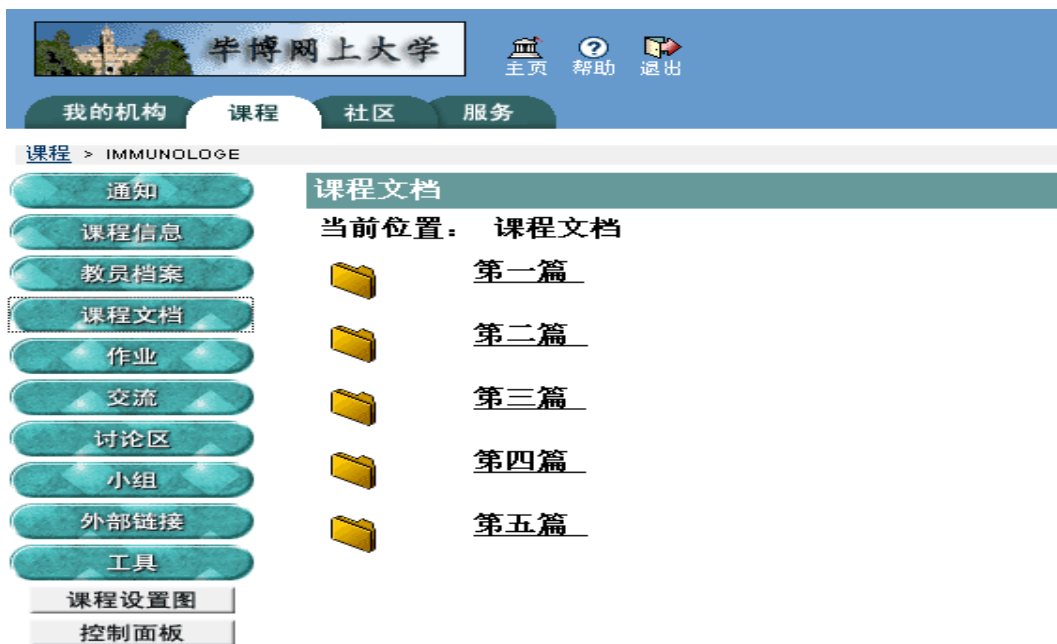 毕博网上大学
主页 帮助 退出
我的机构 课程 社区 服务
课程 > IMMUNOLOGE
通知
课程信息
教员档案
课程文档
作业
交流
讨论区
小组
外部链接
工具
课程设置图
控制面板
课程文档
当前位置： 课程文档
第一篇
第二篇
第三篇
第四篇
第五篇